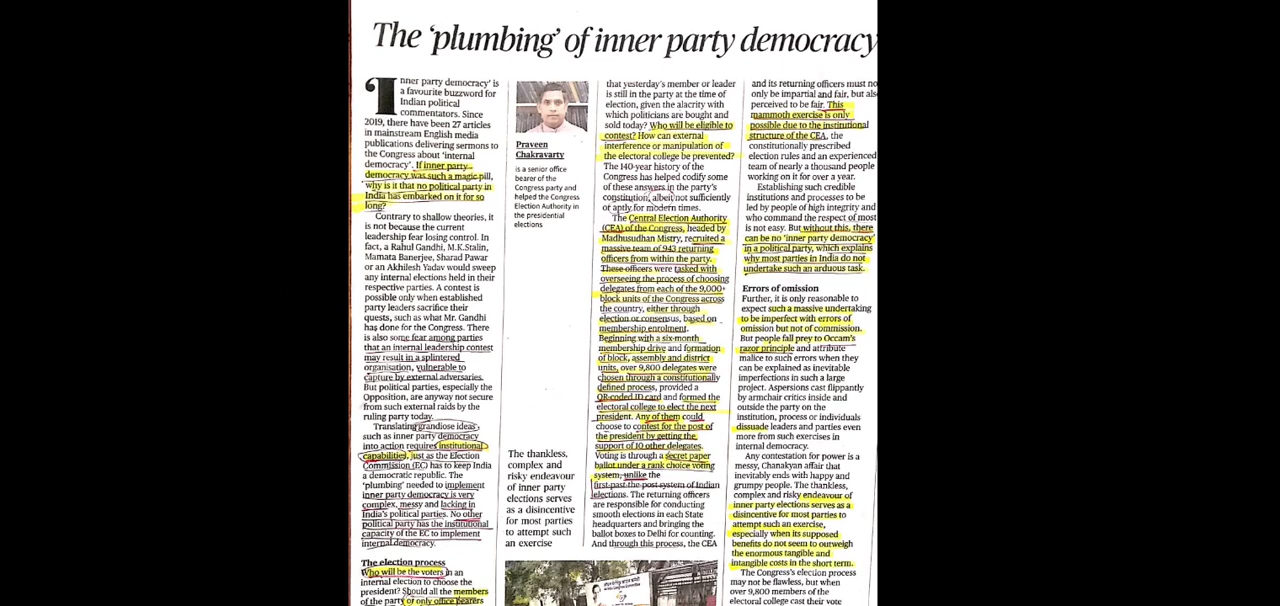 The 'plumbing' of inner party democracy
'Inner party democracy' is
a favourite buzzword for
Indian political
commentators. Since
2019, there have been 27 articles
in mainstream English media
publications delivering sermons to
the Congress about 'internal
democracy'. If inner party
democracy was such a magic pill,
why is it that no political party in
India has embarked on it for so
long?
Contrary to shallow theories, it
is not because the current
leadership fear losing control. In
fact, a Rahul Gandhi, M.K.Stalin,
Mamata Banerjee, Sharad Pawar
or an Akhilesh Yadav would sweep
any internal elections held in their
respective parties. A contest is
possible only when established
party leaders sacrifice their
quests, such as what Mr. Gandhi
has done for the Congress. There
is also some fear among parties
that an internal leadership contest
may result in a splintered
organisation, vulnerable to
capture by external adversaries.
But political parties, especially the
Opposition, are anyway not secure
from such external raids by the
ruling party today.
Translating grandiose ideas
such as inner party democracy
into action requires institutional
capabilities, just as the Election
Commission (EC) has to keep India
a democratic republic. The
'plumbing' needed to implement
inner party democracy is very
complex, messy and lacking in
India's political parties. No other
political party has the institutional
capacity of the EC to implement
internal democracy.
The election process
Who will be the voters in an
internal election to choose the
president? Should all the members
of the party or only office bearers
Praveen
Chakravarty
is a senior office
bearer of the
Congress party and
helped the Congress
Election Authority in
the presidential
elections
The thankless,
complex and
risky endeavour
of inner party
elections serves
as a disincentive
for most parties
to attempt such
an exercise
that yesterday's member or leader
is still in the party at the time of
election, given the alacrity with
which politicians are bought and
sold today? Who will be eligible to
contest? How can external
interference or manipulation of
the electoral college be prevented?
The 140-year history of the
Congress has helped codify some
of these answers in the party's
constitution, albeit not sufficiently
or aptly for modern times.
The Central Election Authority
(CEA) of the Congress, headed by
Madhusudhan Mistry, recruited a
massive team of 943 returning
officers from within the party.
These officers were tasked with
overseeing the process of choosing
delegates from each of the 9,000+
block units of the Congress across
the country, either through
election or consensus, based on
membership enrolment.
Beginning with a six-month
membership drive and formation
of block, assembly and district
units, over 9,800 delegates were
chosen through a constitutionally
defined process, provided a
QR-coded ID card and formed the
electoral college to elect the next
president. Any of them could
choose to contest for the post of
the president by getting the
support of 10 other delegates.
Voting is through a secret paper
ballot under a rank choice voting
system, unlike the
first-past-the-post system of Indian
elections. The returning officers
are responsible for conducting
smooth elections in each State
headquarters and bringing the
ballot boxes to Delhi for counting.
And through this process, the CEA
and its returning officers must no
only be impartial and fair, but also
perceived to be fair. This
mammoth exercise is only
possible due to the institutional
structure of the CEA, the
constitutionally prescribed
election rules and an experienced
team of nearly a thousand people
working on it for over a year.
Establishing such credible
institutions and processes to be
led by people of high integrity and
who command the respect of most
is not easy. But without this, there
can be no 'inner party democracy'
in a political party, which explains
why most parties in India do not
undertake such an arduous task.
Errors of omission
Further, it is only reasonable to
expect such a massive undertaking
to be imperfect with errors of
omission but not of commission.
But people fall prey to Occam's
razor principle and attribute
malice to such errors when they
can be explained as inevitable
imperfections in such a large
project. Aspersions cast flippantly
by armchair critics inside and
outside the party on the
institution, process or individuals
dissuade leaders and parties even
more from such exercises in
internal democracy.
Any contestation for power is a
messy, Chanakyan affair that
inevitably ends with happy and
grumpy people. The thankless,
complex and risky endeavour of
inner party elections serves as a
disincentive for most parties to
attempt such an exercise,
especially when its supposed
benefits do not seem to outweigh
the enormous tangible and
intangible costs in the short term.
The Congress's election process
may not be flawless, but when
over 9,800 members of the
electoral college cast their vote